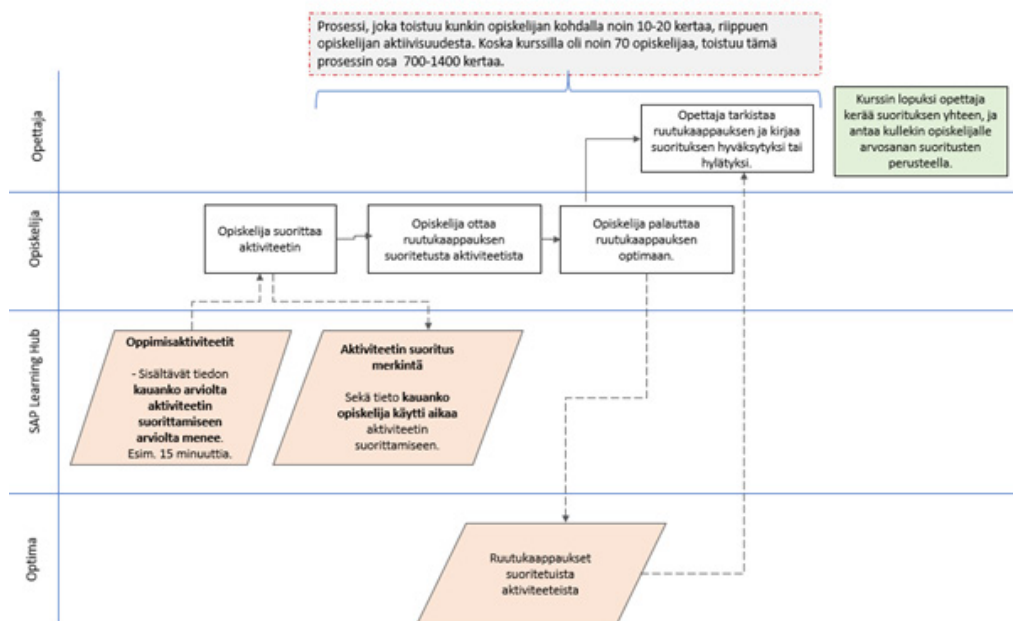 Prosessi, joka toistuu kunkin opiskelijan kohdalla noin 10-20 kertaa, riippuen
opiskelijan aktiivisuudesta. Koska kurssilla oli noin 70 opiskelijaa, toistuu tämä
prosessin osa 700-1400 kertaa.
Opettaja
Opettaja tarkistaa
ruutukaappauksen ja kirjaa
suorituksen hyväksytyksi tai
hylätyksi.
Kurssin lopuksi opettaja
kerää suorituksen yhteen, ja
antaa kullekin opiskelijalle
arvosanan suoritusten
perusteella.
Opiskelija
Opiskelija suorittaa
aktiviteetin
Opiskelija ottaa
ruutukaappauksen
suoritetusta aktiviteetista
Opiskelija palauttaa
ruutukaappauksen
optimaan.
SAP Learning Hub
Oppimisaktiviteetit
- Sisältävät tiedon
kauanko arviolta
aktiviteetin
suorittamiseen
arviolta menee.
Esim. 15 minuuttia.
Aktiviteetin suoritus
merkintä
Sekä tieto kauanko
opiskelija käytti aikaa
aktiviteetin
suorittamiseen.
Optima
Ruutukaappaukset
suoritetuista
aktiviteeteista